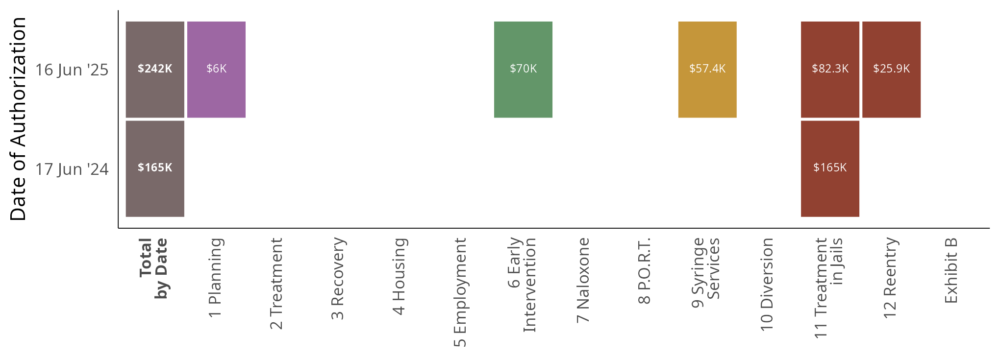 Date of Authorization
16 Jun '25
$242K
$6K
$70K
$57.4K
$82.3K
$25.9K
17 Jun '24
$165K
$165K
Total
by Date
1 Planning
2 Treatment
3 Recovery
4 Housing
5 Employment
6 Early
Intervention
7 Naloxone
8 P.O.R.T.
9 Syringe
Services
10 Diversion
11 Treatment
in Jails
12 Reentry
Exhibit B